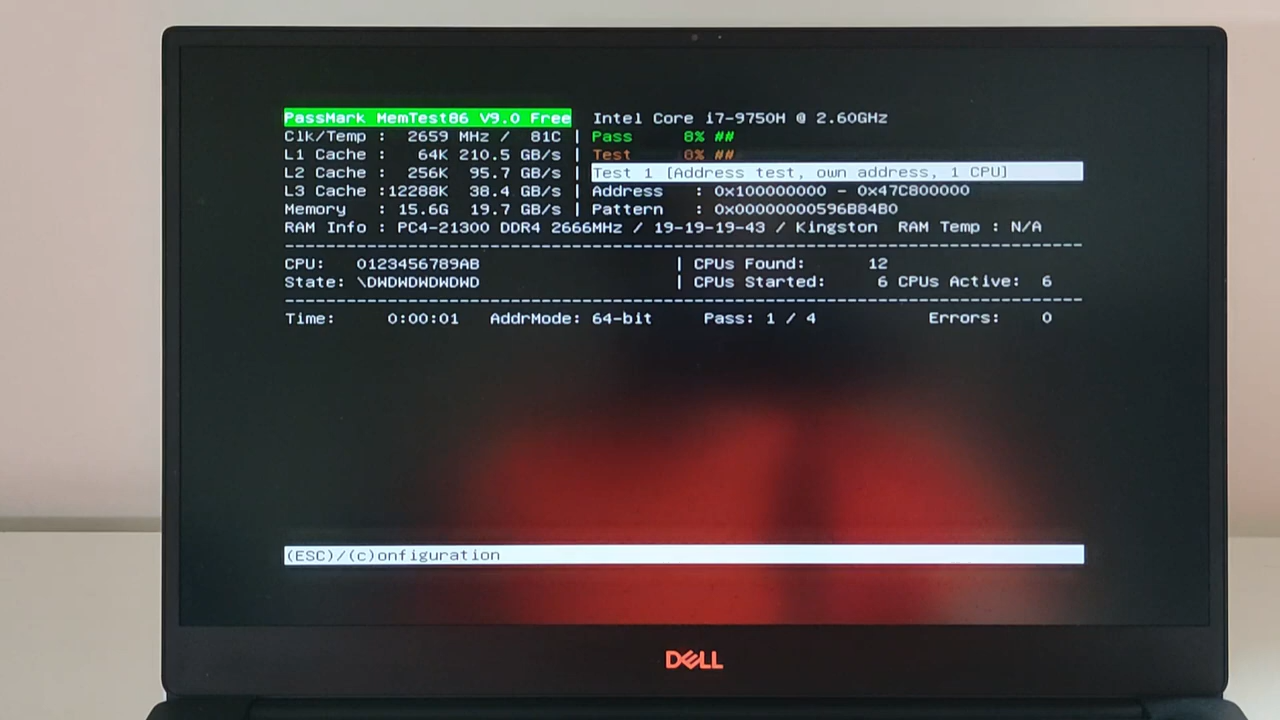 PassMark MemTest86 V9.0 Free Intel Core i7-9750H @ 2.60GHz
Clk/Temp : 2659 MHz / 81C | Pass 8% ##
L1 Cache : 64K 210.5 GB/s | Test 8% ##
L2 Cache : 256K 95.7 GB/s | Test 1 [Address test, own address, 1 CPU]
L3 Cache :12288K 38.4 GB/s | Address : 0x100000000 - 0x47C800000
Memory : 15.6G 19.7 GB/s | Pattern : 0x00000000596B84B0
RAM Info : PC4-21300 DDR4 2666MHz / 19-19-19-43 / Kingston RAM Temp : N/A
CPU: 0123456789AB | CPUs Found: 12
State: \DWDWDWDWDWD | CPUs Started: 6 CPUs Active: 6
Time: 0:00:01 AddrMode: 64-bit Pass: 1 / 4 Errors: 0
(ESC)/(c)onfiguration
DELL